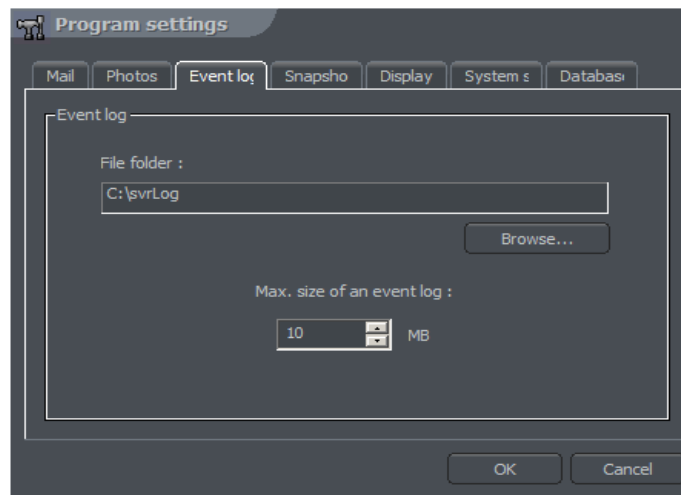 Program settings
Mail Photos Event log Snapsho Display System s Databas
Event log
File folder :
C:\svrLog
Browse...
Max. size of an event log :
10 MB
OK Cancel